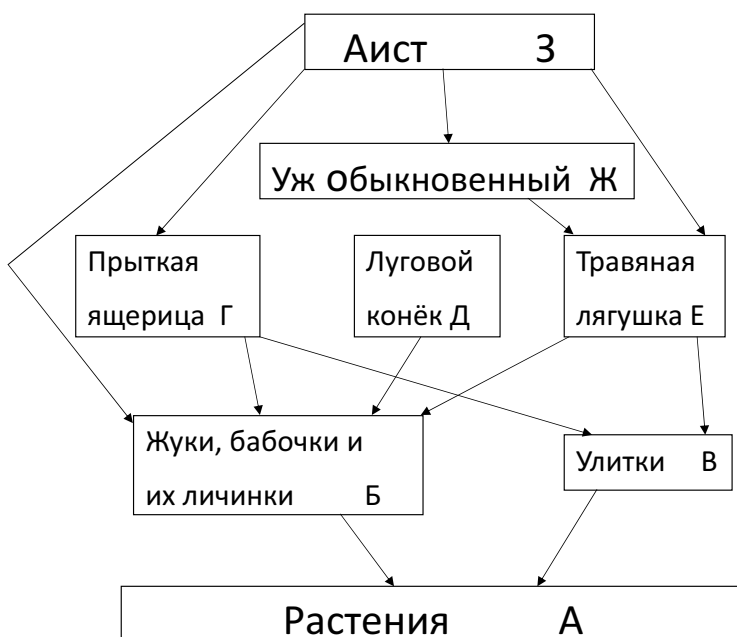 Аист З
Уж обыкновенный Ж
Прыткая
ящерица Г
Луговой
конёк Д
Травяная
лягушка Е
Жуки, бабочки и
их личинки Б
Улитки В
Растения А